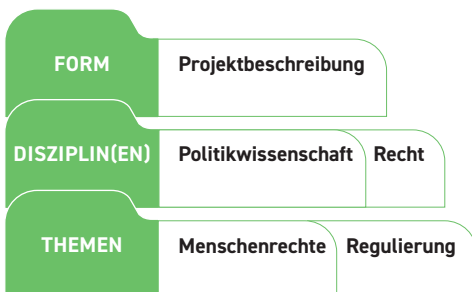 FORM Projektbeschreibung
DISZIPLIN(EN) Politikwissenschaft Recht
THEMEN Menschenrechte Regulierung